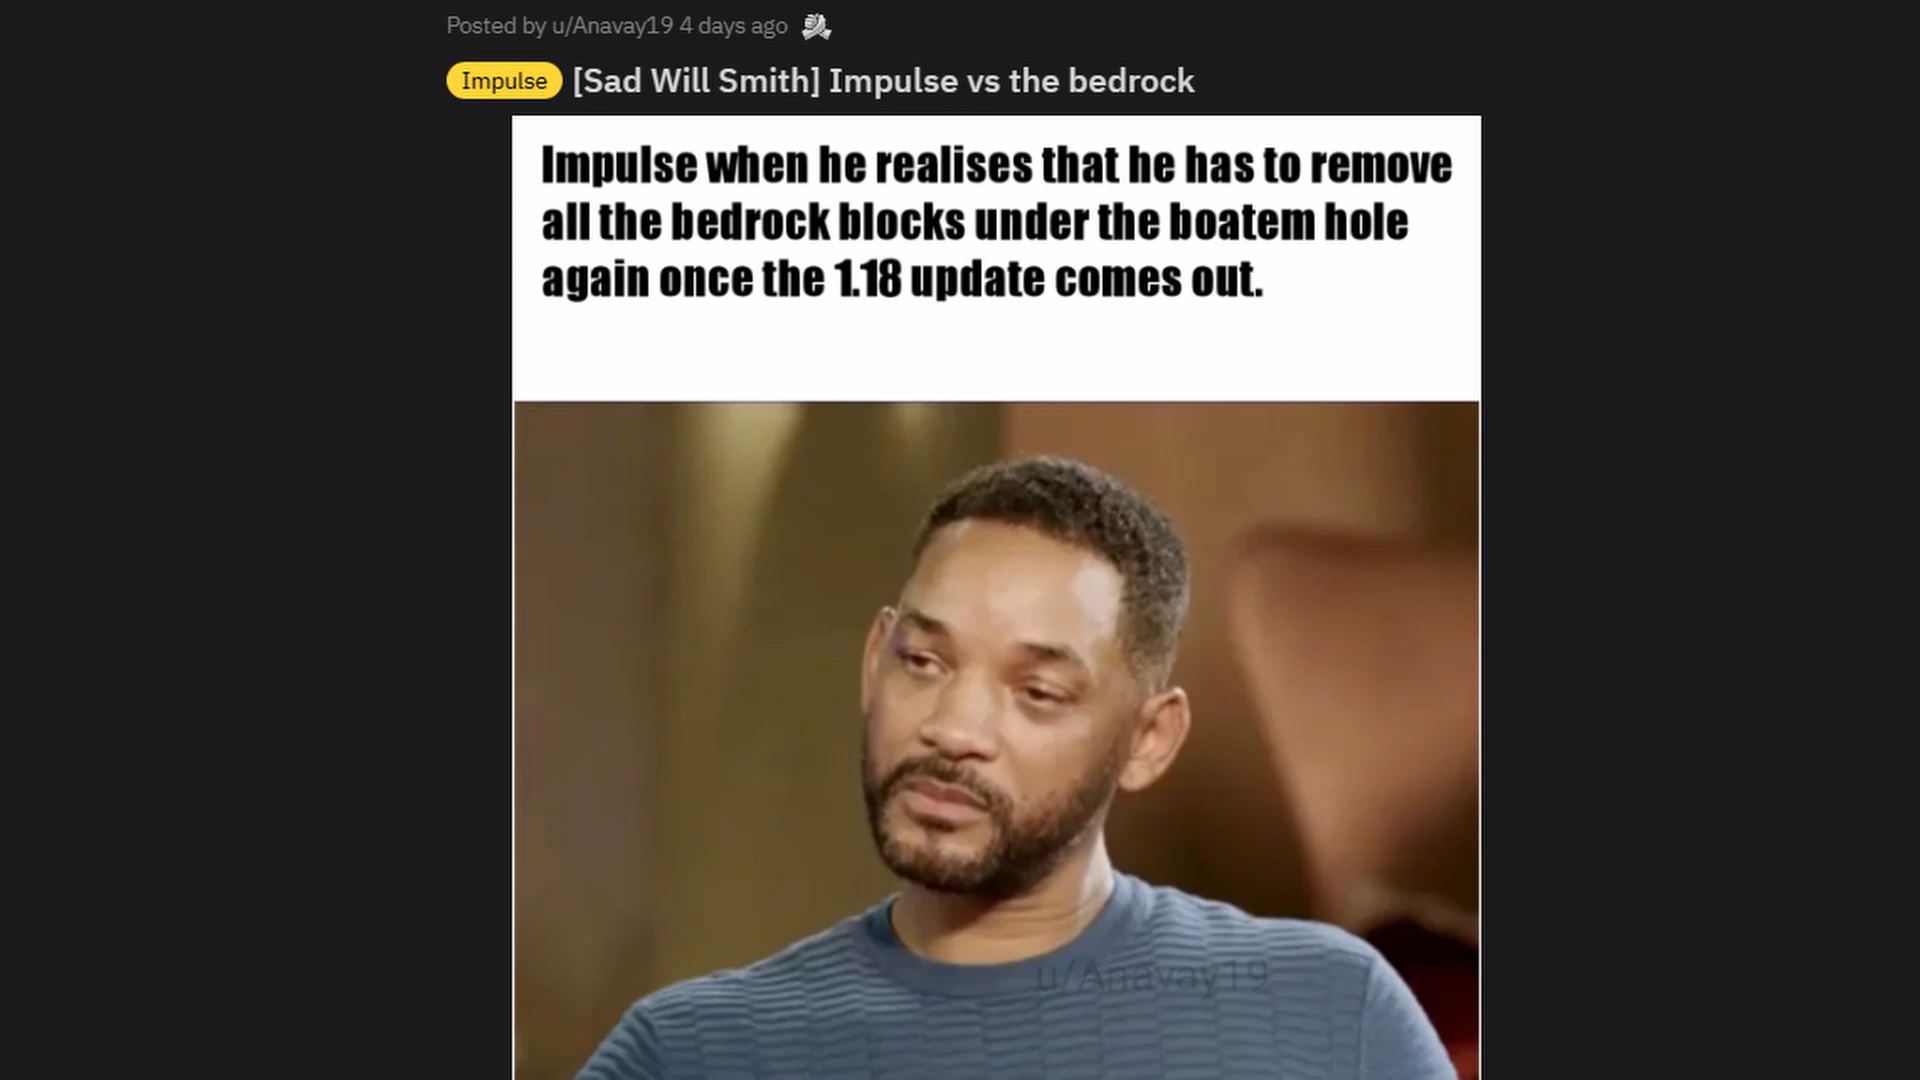 Posted by u/Anavay19 4 days ago
Impulse [Sad Will Smith] Impulse vs the bedrock
Impulse when he realises that he has to remove
all the bedrock blocks under the boatem hole
again once the 1.18 update comes out.
u/Anavay19